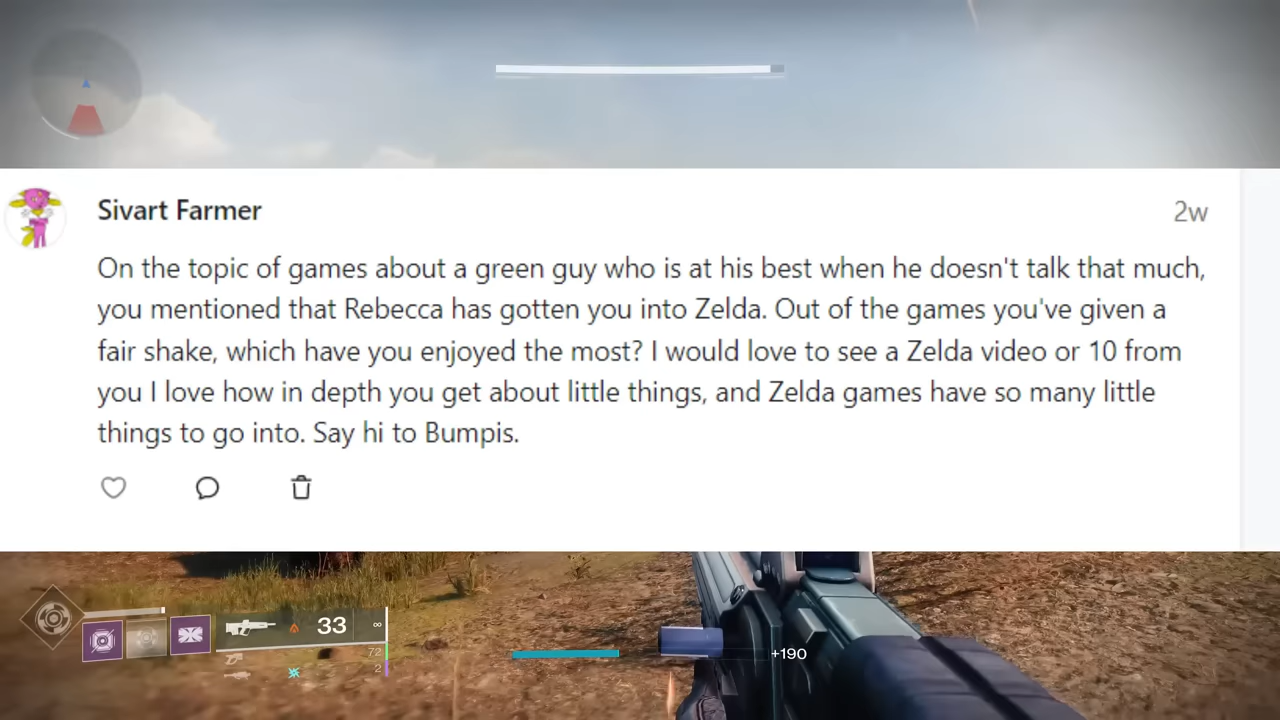 Sivart Farmer
2w
On the topic of games about a green guy who is at his best when he doesn't talk that much,
you mentioned that Rebecca has gotten you into Zelda. Out of the games you've given a
fair shake, which have you enjoyed the most? I would love to see a Zelda video or 10 from
you I love how in depth you get about little things, and Zelda games have so many little
things to go into. Say hi to Bumpis.
33
∞
72
2
+190